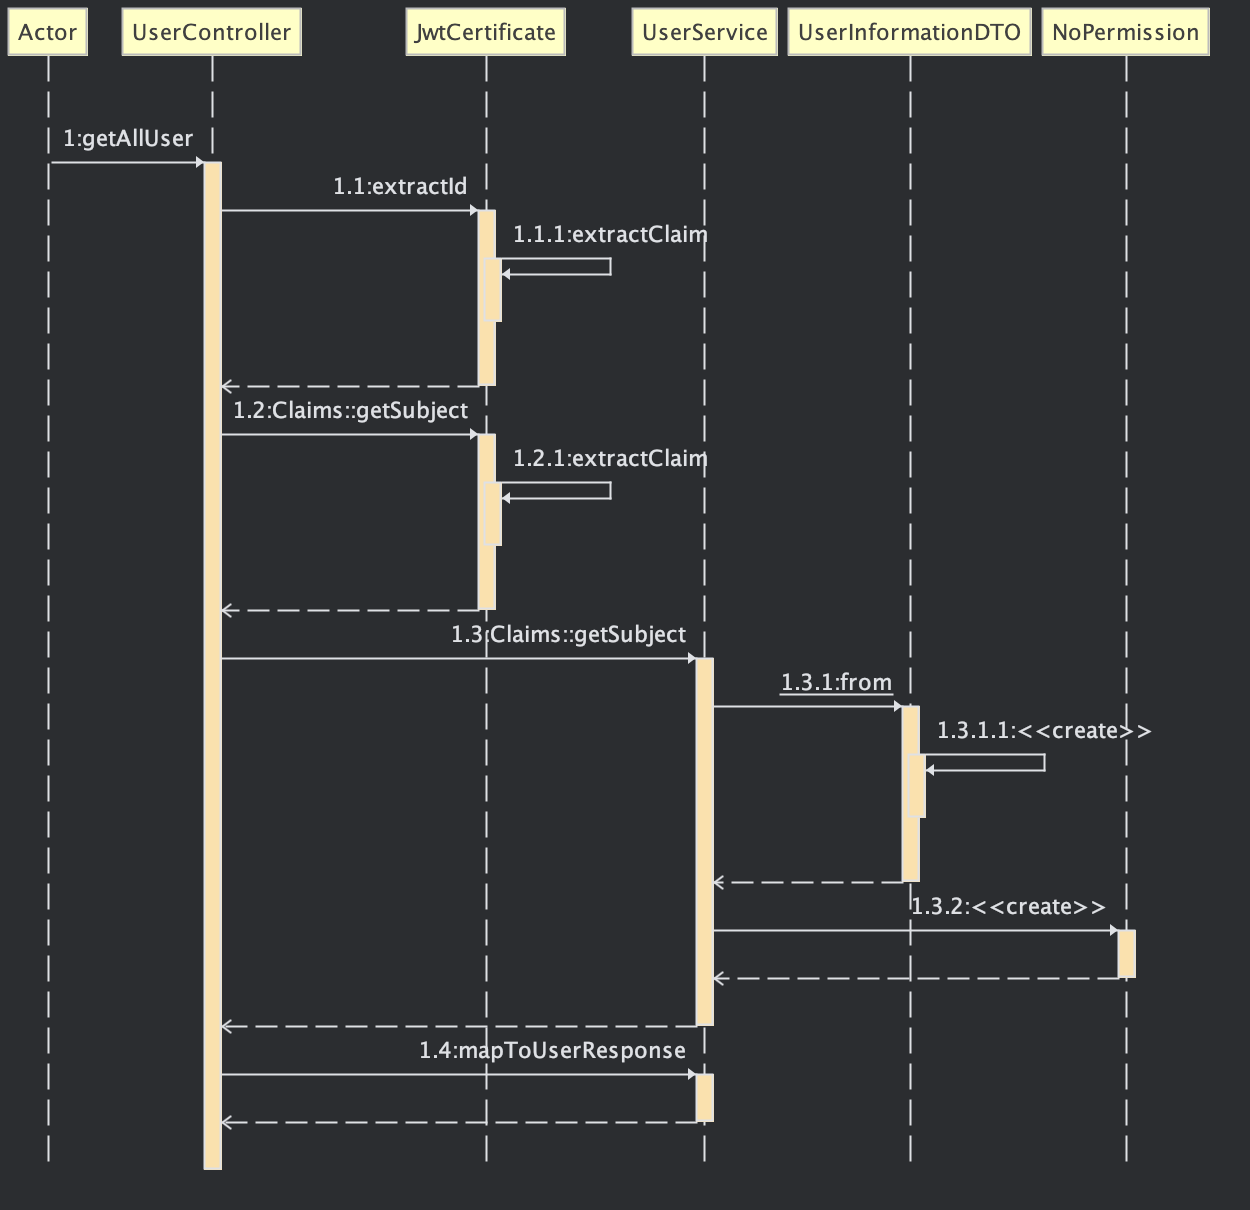 Actor
UserController
JwtCertificate
UserService
UserInformationDTO
NoPermission
1:getAllUser
1.1:extractId
1.1.1:extractClaim
1.2:Claims::getSubject
1.2.1:extractClaim
1.3:Claims::getSubject
1.3.1:from
1.3.1.1:<<create>>
1.3.2:<<create>>
1.4:mapToUserResponse